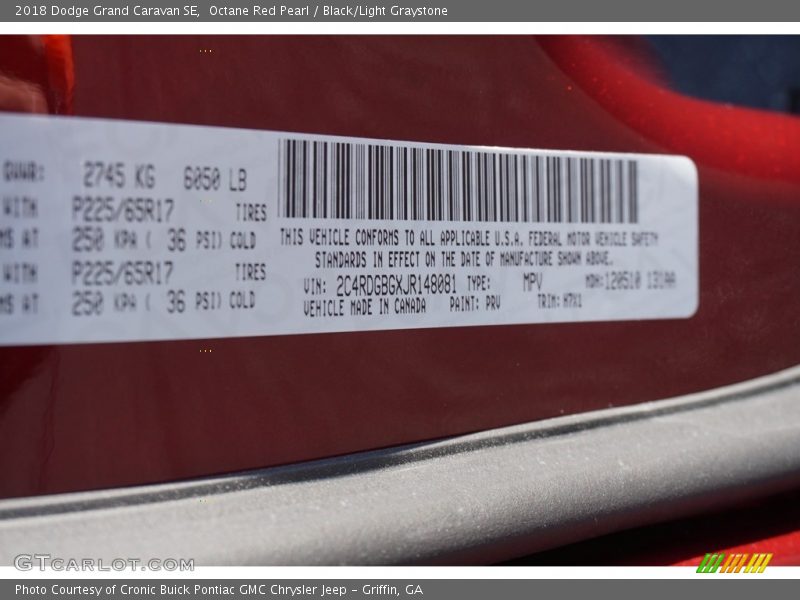 2018 Dodge Grand Caravan SE,  Octane Red Pearl / Black/Light Graystone
GVWR: 2745 KG 6050 LB
WITH P225/65R17 TIRES
MS AT 250 KPA ( 36 PSI) COLD
WITH P225/65R17 TIRES
MS AT 250 KPA ( 36 PSI) COLD
THIS VEHICLE CONFORMS TO ALL APPLICABLE U.S.A. FEDERAL MOTOR VEHICLE SAFETY
STANDARDS IN EFFECT ON THE DATE OF MANUFACTURE SHOWN ABOVE.
VIN: 2C4RDGBGXJR148081 TYPE: MPV MDH: 120510
VEHICLE MADE IN CANADA PAINT: PRV TRIM: H7X1
GTCARLOT.COM
Photo Courtesy of Cronic Buick Pontiac GMC Chrysler Jeep - Griffin, GA